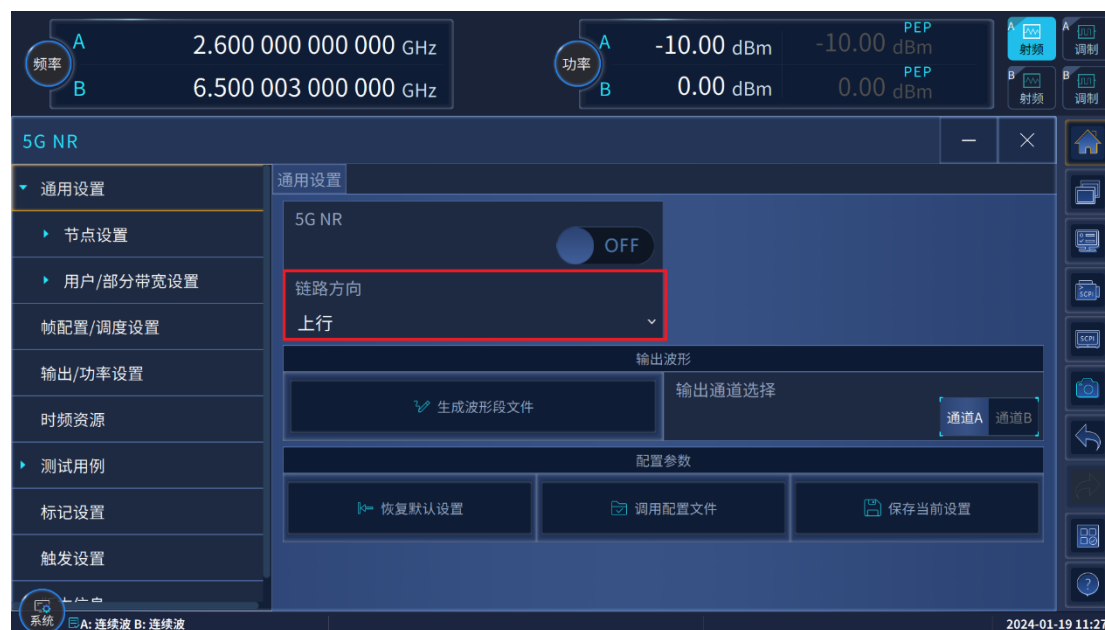 频率
A 2.600 000 000 000 GHz
B 6.500 003 000 000 GHz
功率
A -10.00 dBm
PEP
-10.00 dBm
B 0.00 dBm
PEP
0.00 dBm
A 射频
A 调制
B 射频
B 调制
5G NR
通用设置
节点设置
用户/部分带宽设置
帧配置/调度设置
输出/功率设置
时频资源
测试用例
标记设置
触发设置
通用设置
5G NR
OFF
链路方向
上行
输出波形
生成波形段文件
输出通道选择
通道A 通道B
配置参数
恢复默认设置
调用配置文件
保存当前设置
SCPI
SCPI
?
系统
A: 连续波 B: 连续波
2024-01-19 11:27